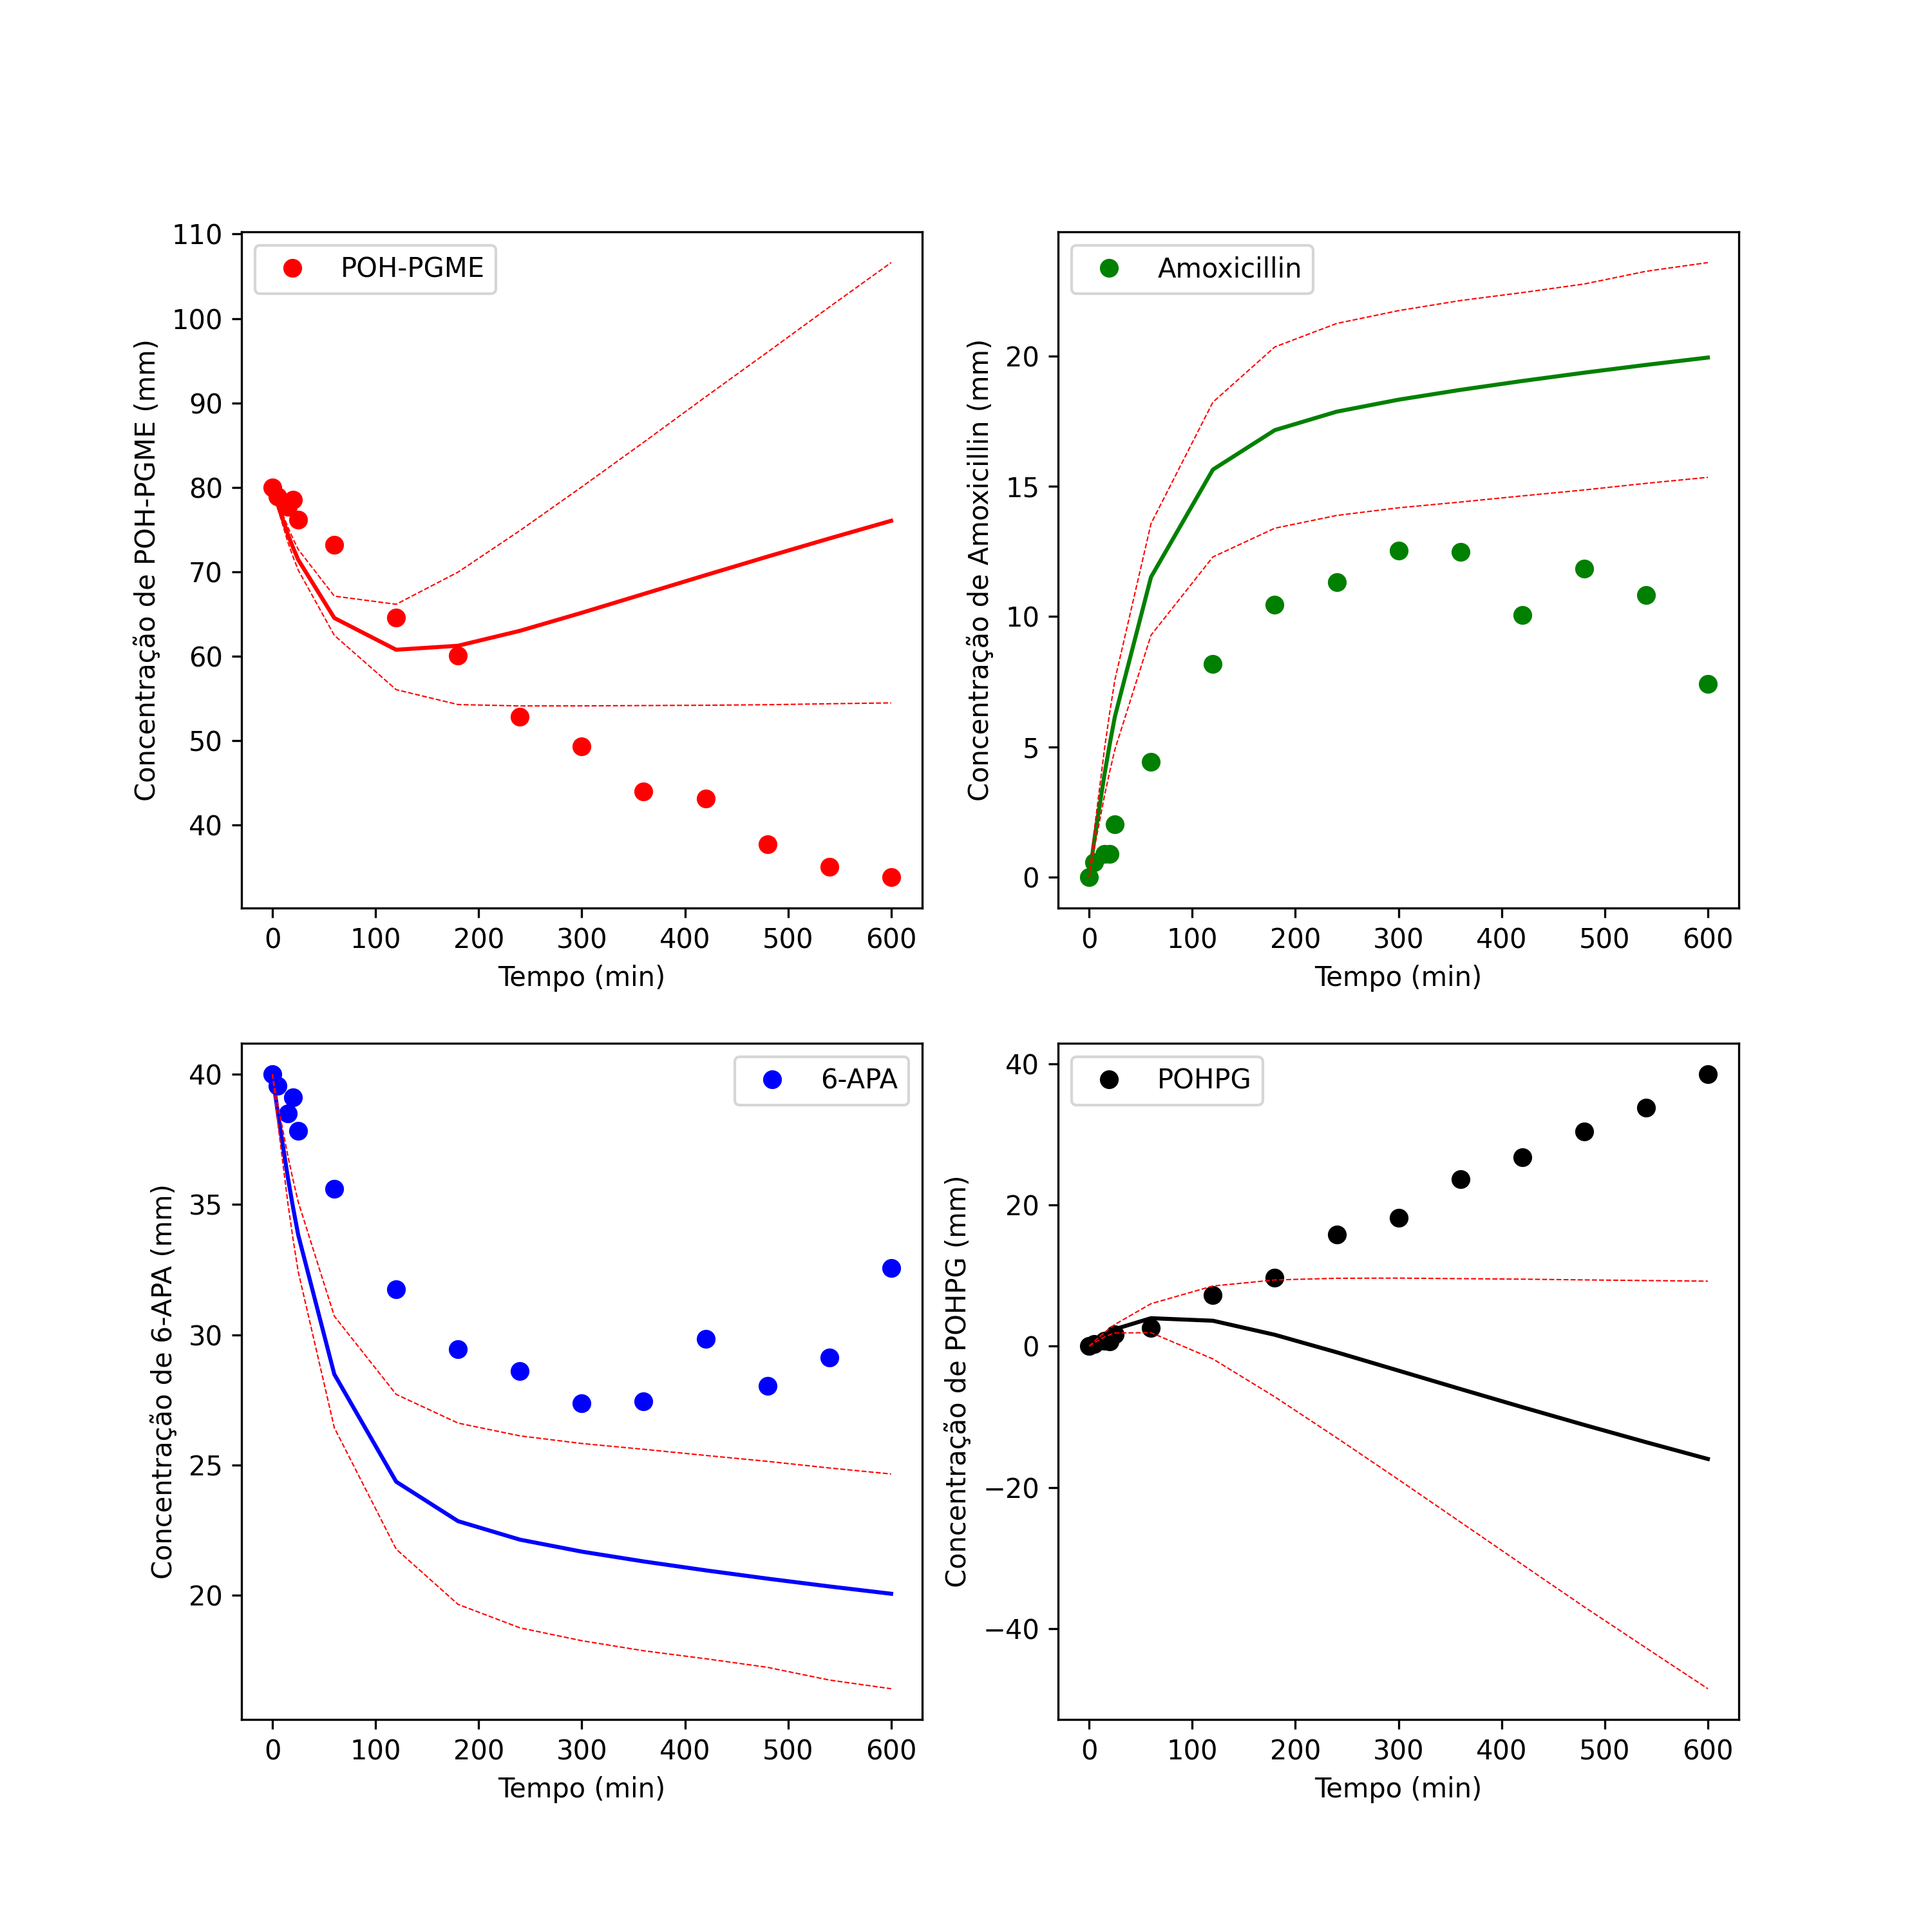 POH-PGME
Concentração de POH-PGME (mm)
110
100
90
80
70
60
50
40
0 100 200 300 400 500 600
Tempo (min)
Amoxicillin
Concentração de Amoxicillin (mm)
20
15
10
5
0
0 100 200 300 400 500 600
Tempo (min)
6-APA
Concentração de 6-APA (mm)
40
35
30
25
20
0 100 200 300 400 500 600
Tempo (min)
POHPG
Concentração de POHPG (mm)
40
20
0
−20
−40
0 100 200 300 400 500 600
Tempo (min)